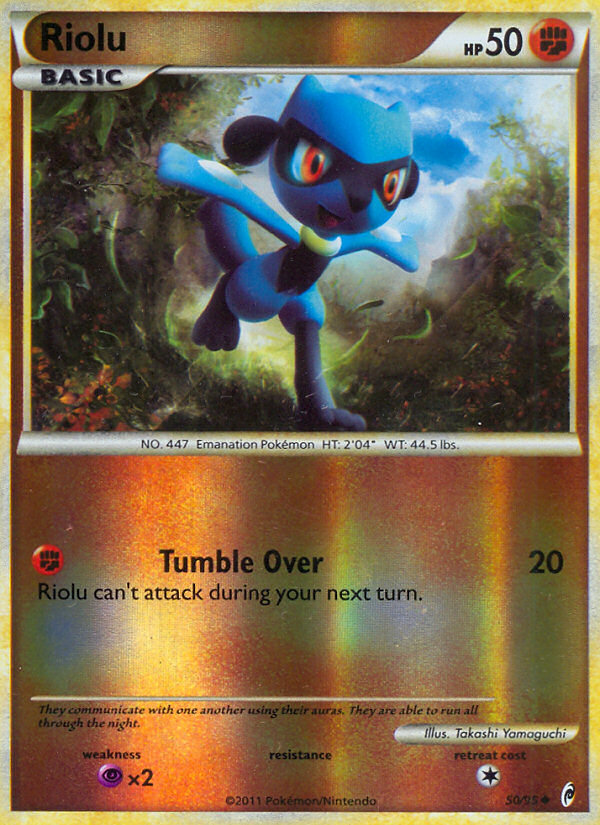 Riolu
HP 50
BASIC
NO. 447 Emanation Pokémon HT: 2'04" WT: 44.5 lbs.
Tumble Over 20
Riolu can't attack during your next turn.
They communicate with one another using their auras. They are able to run all
through the night.
Illus. Takashi Yamaguchi
weakness resistance retreat cost
×2
©2011 Pokémon/Nintendo 50/95